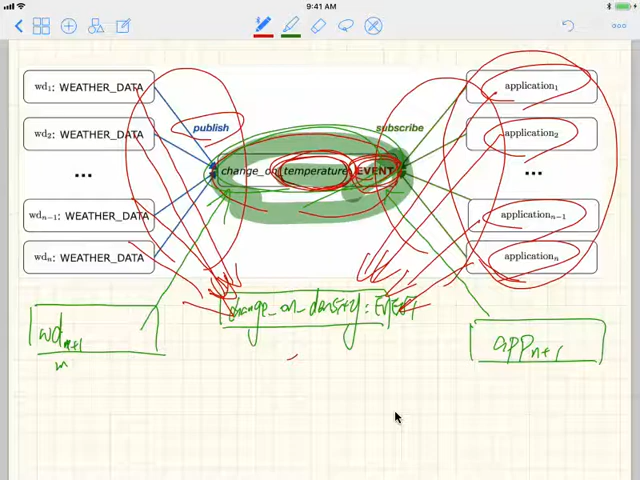 9:41 AM
wd₁: WEATHER_DATA
application₁
publish
subscribe
wd₂: WEATHER_DATA
application₂
change_on_temperature: EVENT
...
...
wdₙ₋₁: WEATHER_DATA
applicationₙ₋₁
wdₙ: WEATHER_DATA
applicationₙ
change_on_density: EVENT
wdₙ₊₁
appₙ₊₁